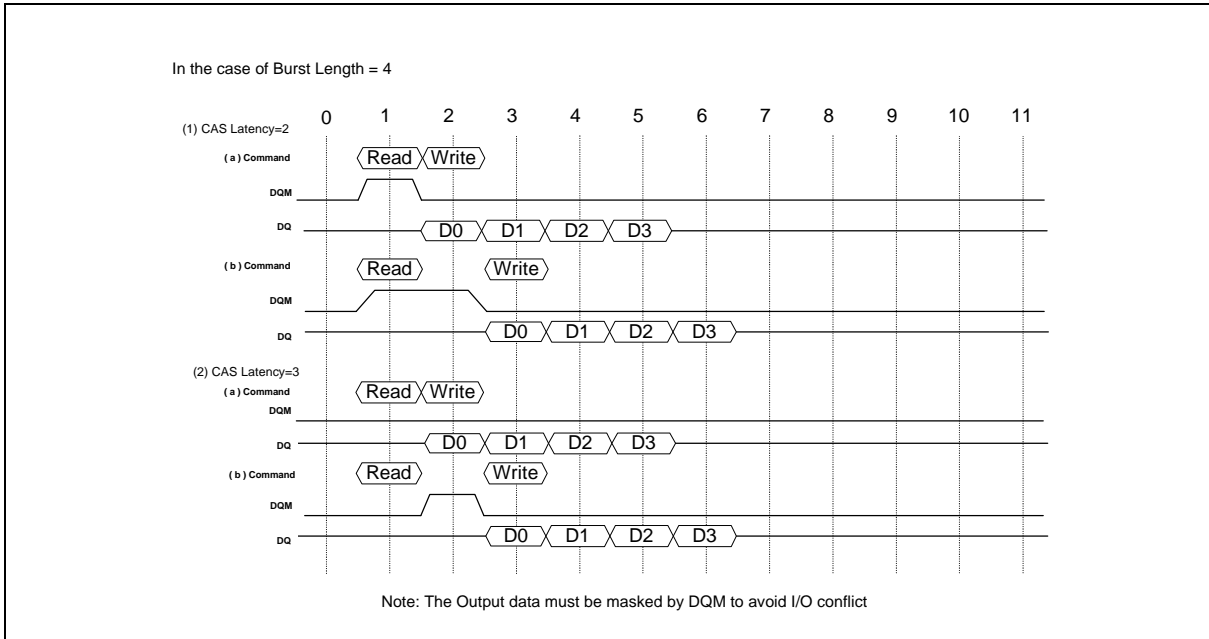 In the case of Burst Length = 4
0 1 2 3 4 5 6 7 8 9 10 11
(1) CAS Latency=2
( a ) Command Read Write
DQM
DQ D0 D1 D2 D3
( b ) Command Read Write
DQM
DQ D0 D1 D2 D3
(2) CAS Latency=3
( a ) Command Read Write
DQM
DQ D0 D1 D2 D3
( b ) Command Read Write
DQM
DQ D0 D1 D2 D3
Note: The Output data must be masked by DQM to avoid I/O conflict